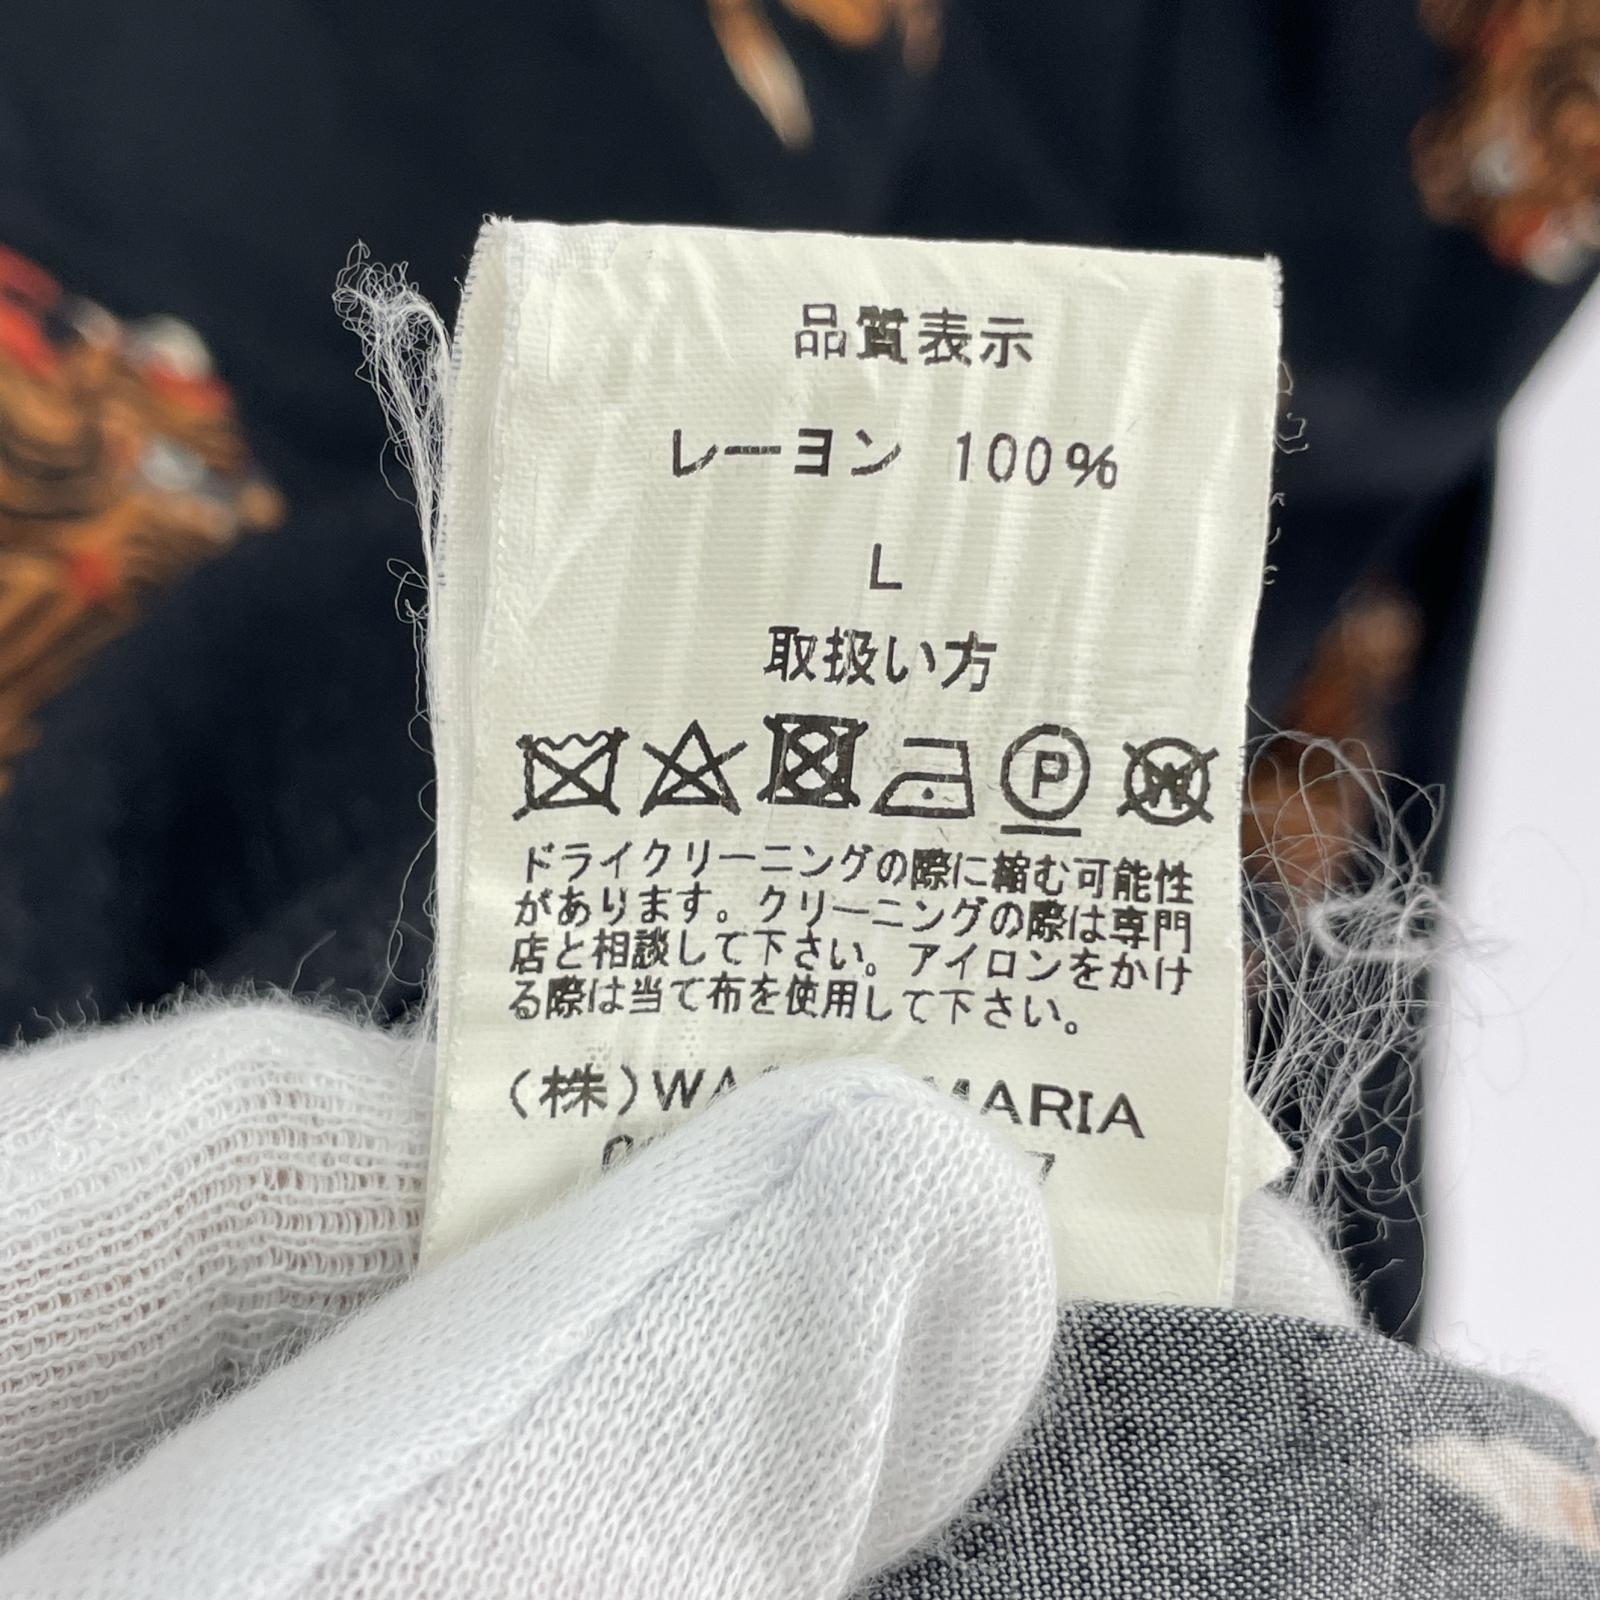 品質表示
レーヨン 100%
L
取扱い方
P W
ドライクリーニングの際に縮む可能性
があります。クリーニングの際は専門
店と相談して下さい。アイロンをかけ
る際は当て布を使用して下さい。
(株)WA MARIA